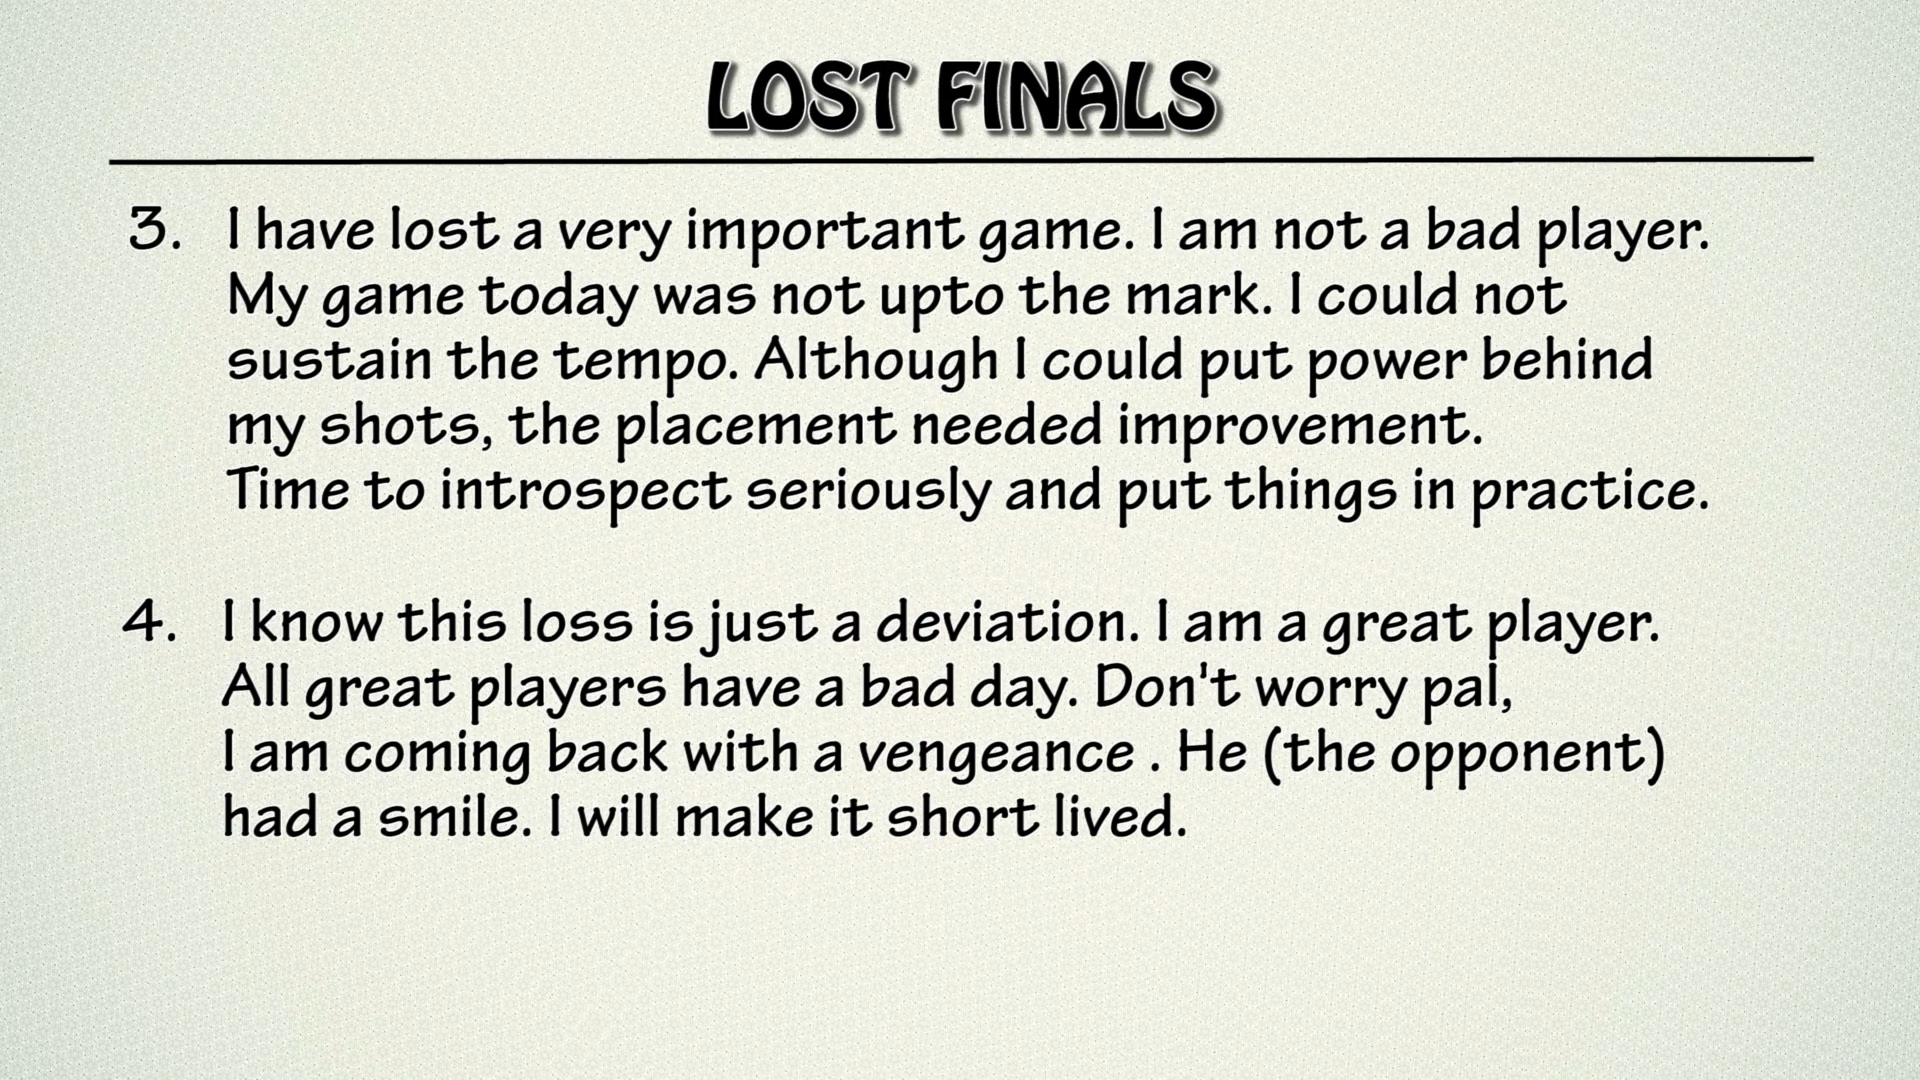 LOST FINALS
3. I have lost a very important game. I am not a bad player.
My game today was not upto the mark. I could not
sustain the tempo. Although I could put power behind
my shots, the placement needed improvement.
Time to introspect seriously and put things in practice.
4. I know this loss is just a deviation. I am a great player.
All great players have a bad day. Don't worry pal,
I am coming back with a vengeance . He (the opponent)
had a smile. I will make it short lived.